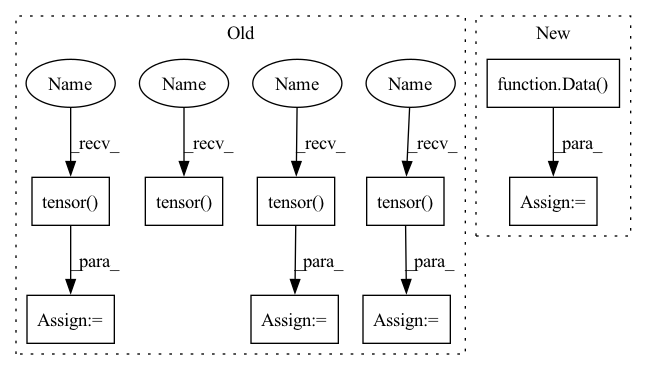 Old
New
Name
Name
Name
Name
function.Data()
_recv_
_recv_
_recv_
_recv_
_para_
tensor()
tensor()
tensor()
tensor()
Assign:=
_para_
_para_
_para_
Assign:=
Assign:=
Assign:=